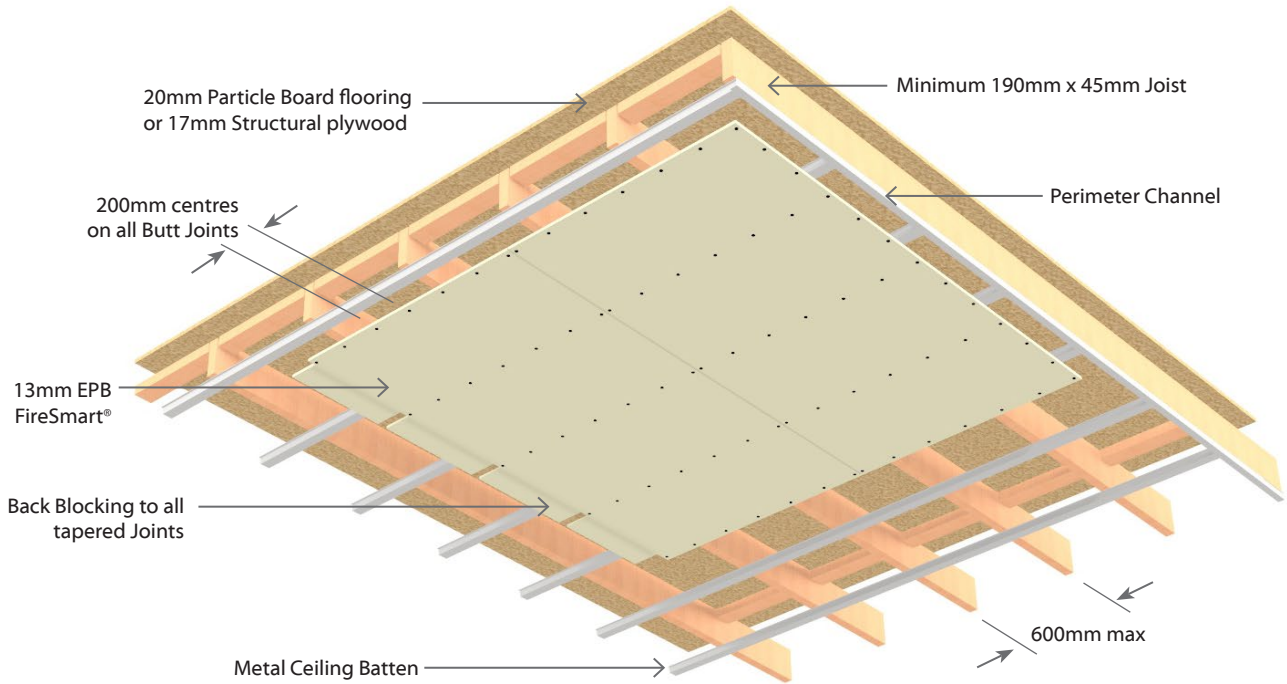 20mm Particle Board flooring
or 17mm Structural plywood
Minimum 190mm x 45mm Joist
Perimeter Channel
200mm centres
on all Butt Joints
13mm EPB
FireSmart®
Back Blocking to all
tapered Joints
600mm max
Metal Ceiling Batten